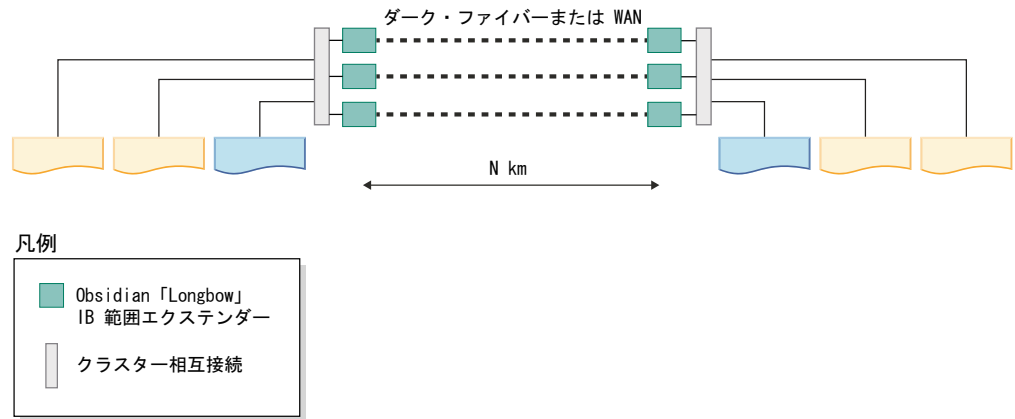 ダーク・ファイバーまたは WAN
N km
凡例
Obsidian「Longbow」
IB 範囲エクステンダー
クラスター相互接続